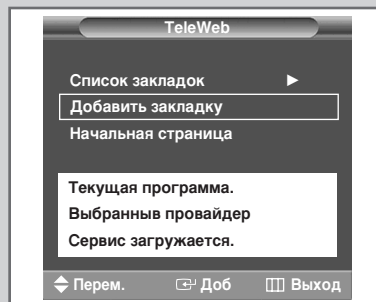 TeleWeb
Список закладок
Добавить закладку
Начальная страница
Текущая программа.
Выбранныв провайдер
Сервис загружается.
Перем. Доб Выход